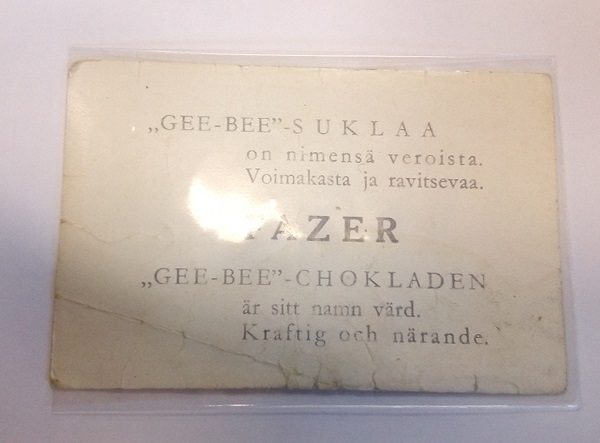 „GEE-BEE”-SUKLAA
on nimensä veroista.
Voimakasta ja ravitsevaa.
FAZER
„GEE-BEE”-CHOKLADEN
är sitt namn värd.
Kraftig och närande.